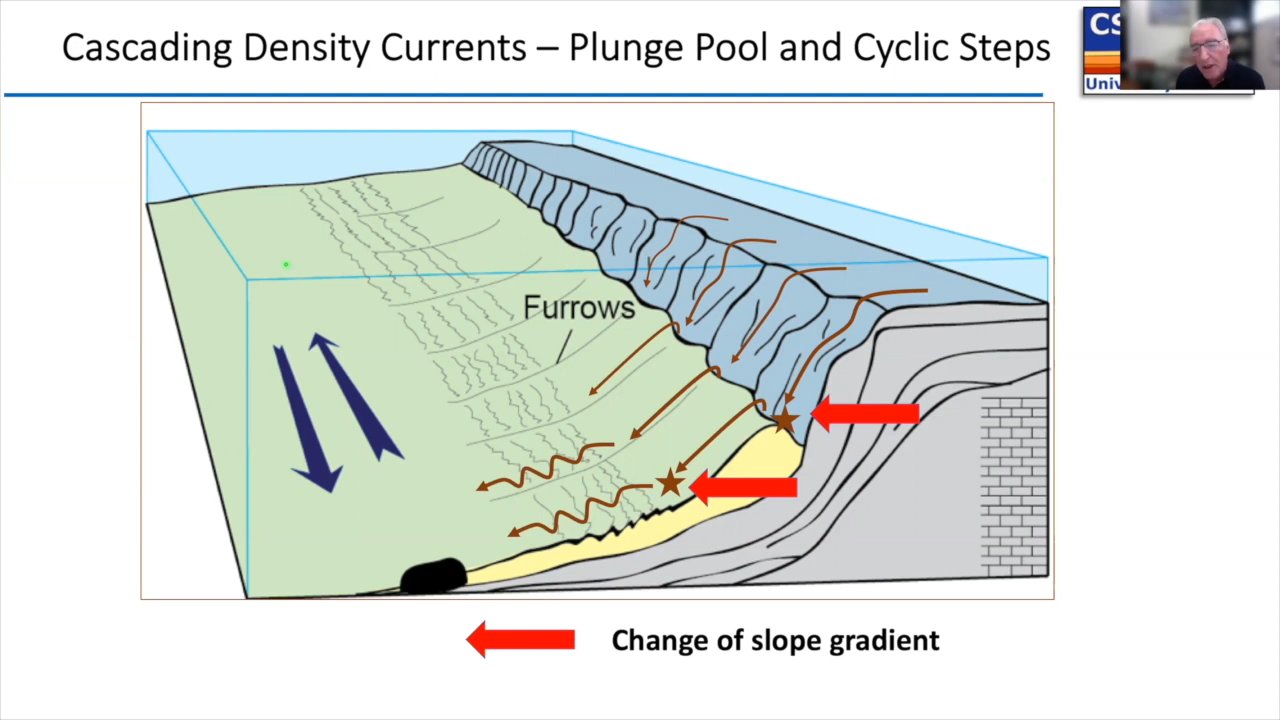 Cascading Density Currents – Plunge Pool and Cyclic Steps
CS
Univ
Furrows
Change of slope gradient